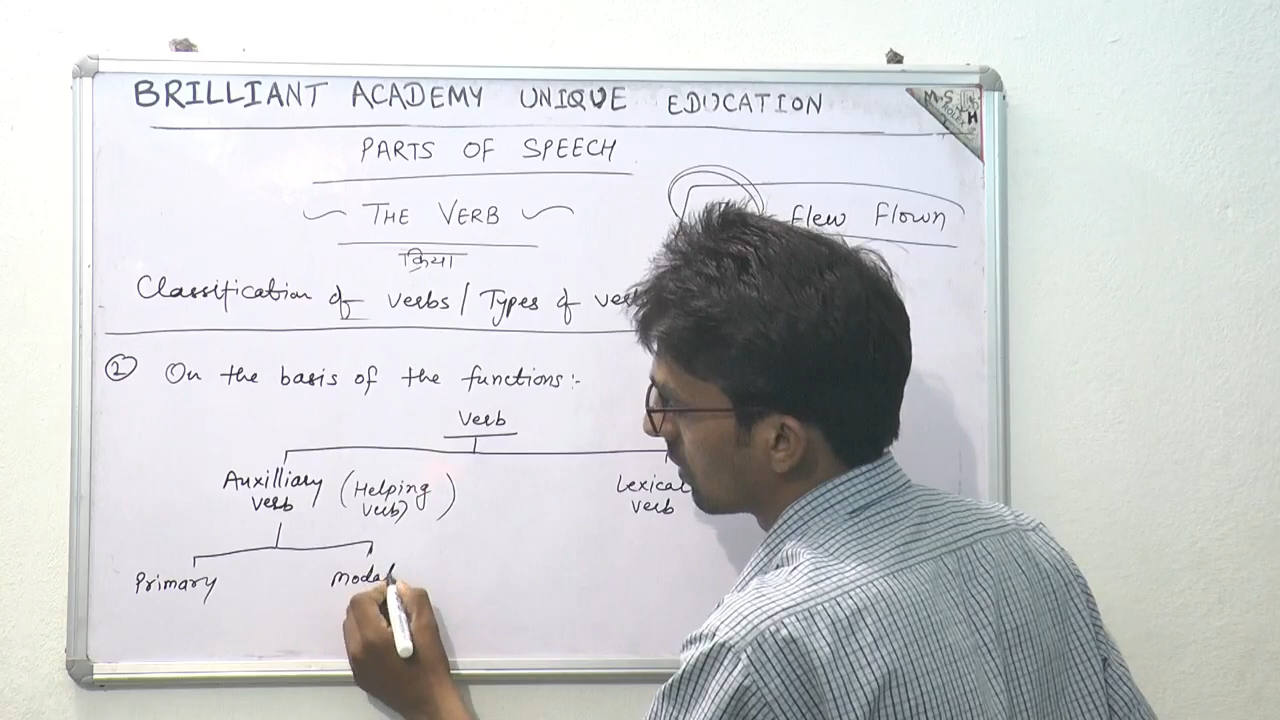 BRILLIANT ACADEMY UNIQUE EDUCATION
PARTS OF SPEECH
THE VERB
flew flown
क्रिया
Classification of verbs / Types of
② On the basis of the functions:-
Verb
Auxilliary verb (Helping verb)
Lexical verb
Primary
Modal